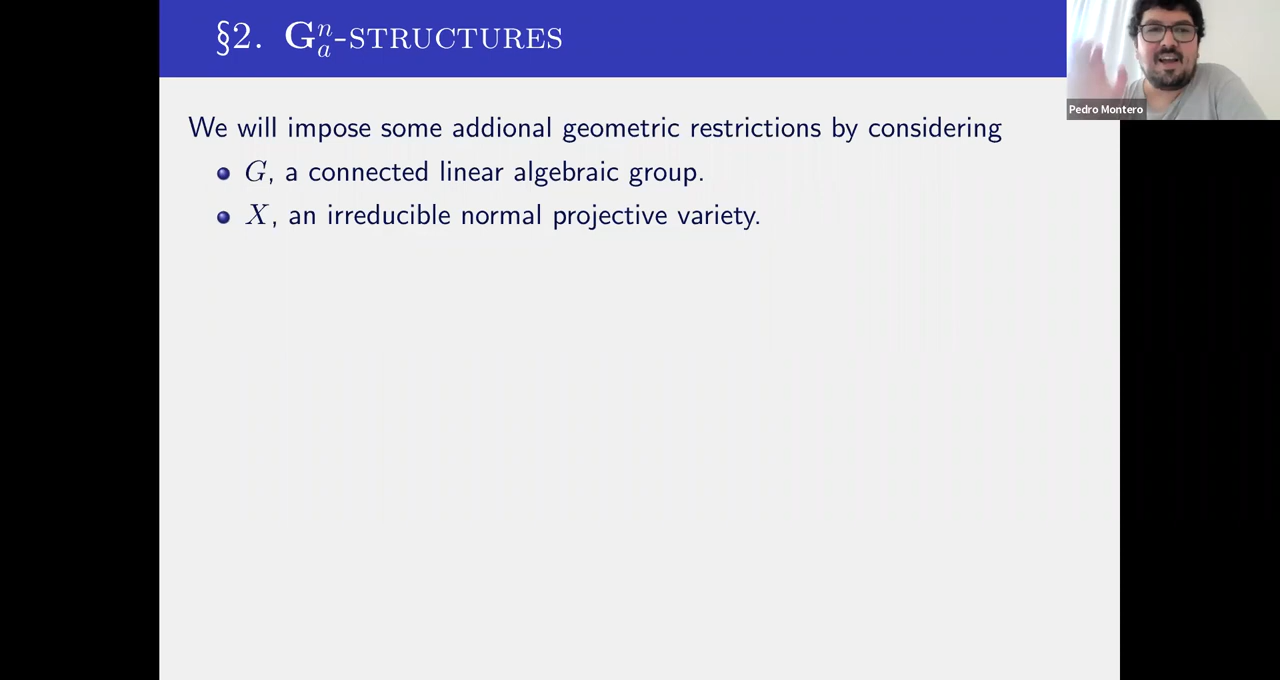 §2. Gₐⁿ-STRUCTURES
Pedro Montero
We will impose some addional geometric restrictions by considering
G, a connected linear algebraic group.
X, an irreducible normal projective variety.